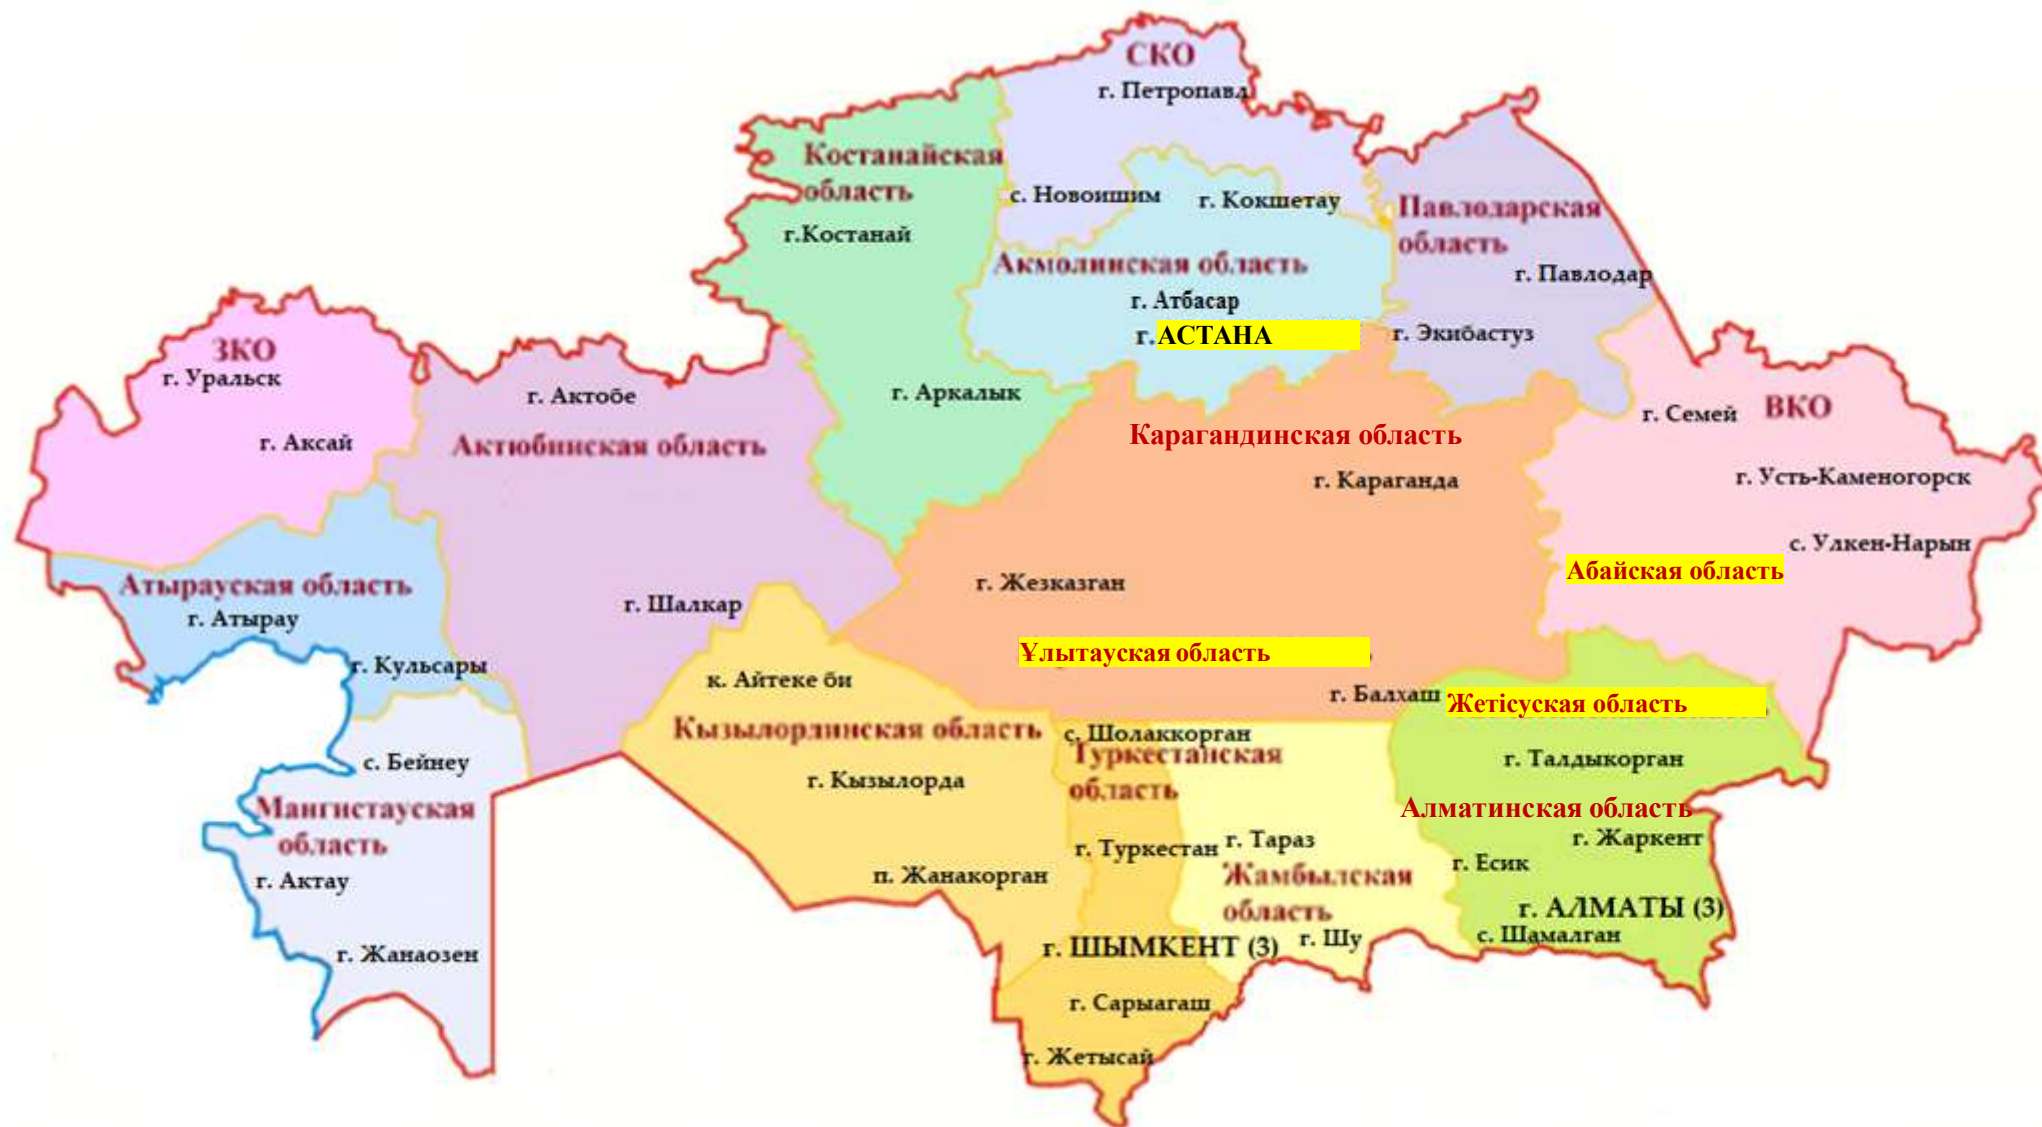 СКО
г. Петропавл
Костанайская
область
г.Костанай
с. Новоишим
г. Кокшетау
Павлодарская
область
г. Павлодар
Акмолинская область
г. Атбасар
г. АСТАНА
г. Экибастуз
ЗКО
г. Уральск
г. Аксай
г. Актобе
Актюбинская область
г. Аркалык
Карагандинская область
г. Караганда
г. Семей
ВКО
г. Усть-Каменогорск
с. Улкен-Нарын
Абайская область
Атырауская область
г. Атырау
г. Шалкар
г. Жезказган
Ұлытауская область
г. Кульсары
к. Айтеке би
г. Балхаш
Жетісуская область
Кызылординская область
с. Шолаккорган
Туркестанская
область
г. Талдыкорган
с. Бейнеу
г. Кызылорда
Мангистауская
область
Алматинская область
г. Жаркент
г. Туркестан
г. Тараз
г. Есик
п. Жанакорган
Жамбылская
область
г. Актау
г. АЛМАТЫ (3)
г. ШЫМКЕНТ (3)
г. Шу
с. Шамалган
г. Жанаозен
г. Сарыагаш
г. Жетысай